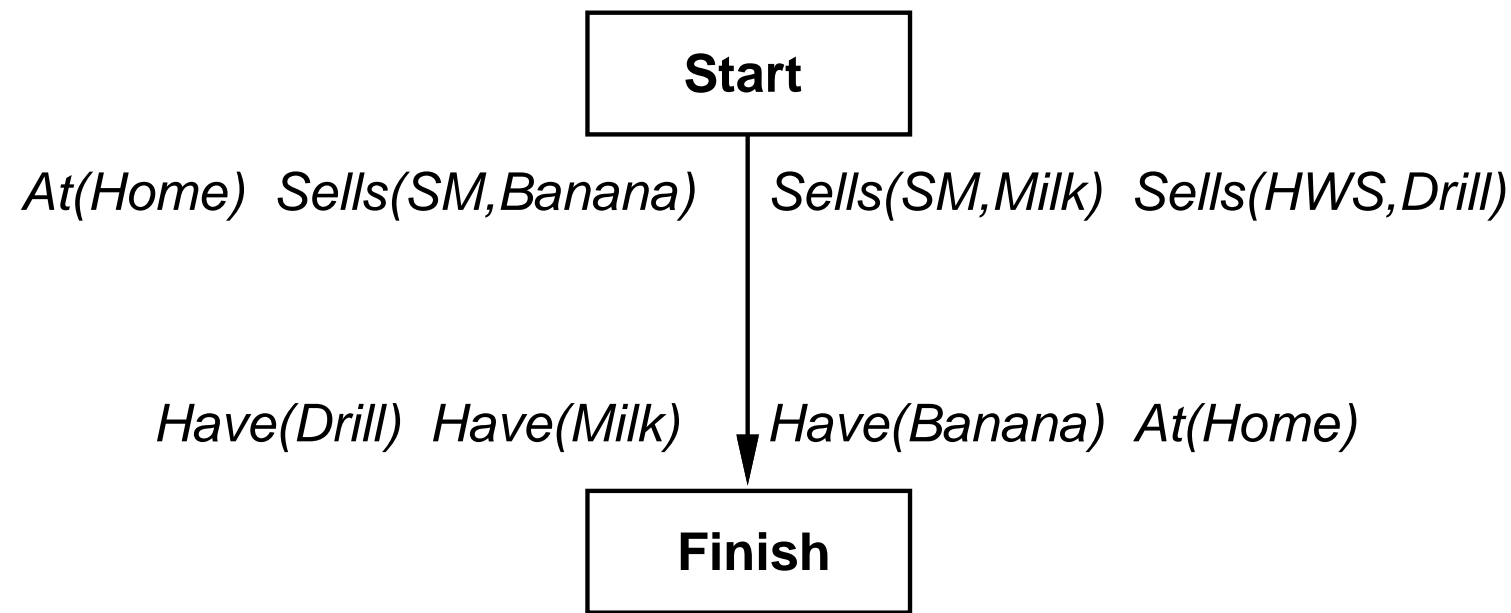 Start
At(Home) Sells(SM,Banana) Sells(SM,Milk) Sells(HWS,Drill)
Have(Drill) Have(Milk) Have(Banana) At(Home)
Finish